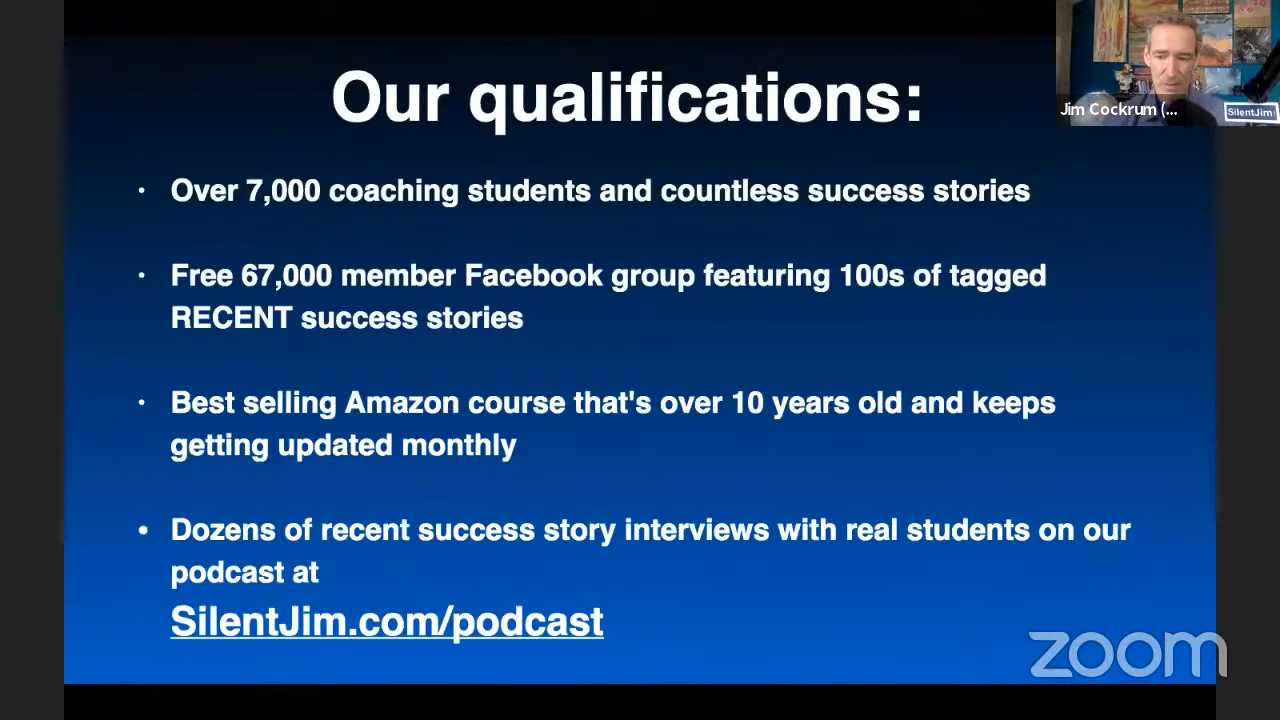 Our qualifications:
Jim Cockrum (...
SilentJim
• Over 7,000 coaching students and countless success stories
• Free 67,000 member Facebook group featuring 100s of tagged
RECENT success stories
• Best selling Amazon course that's over 10 years old and keeps
getting updated monthly
• Dozens of recent success story interviews with real students on our
podcast at
SilentJim.com/podcast
zoom